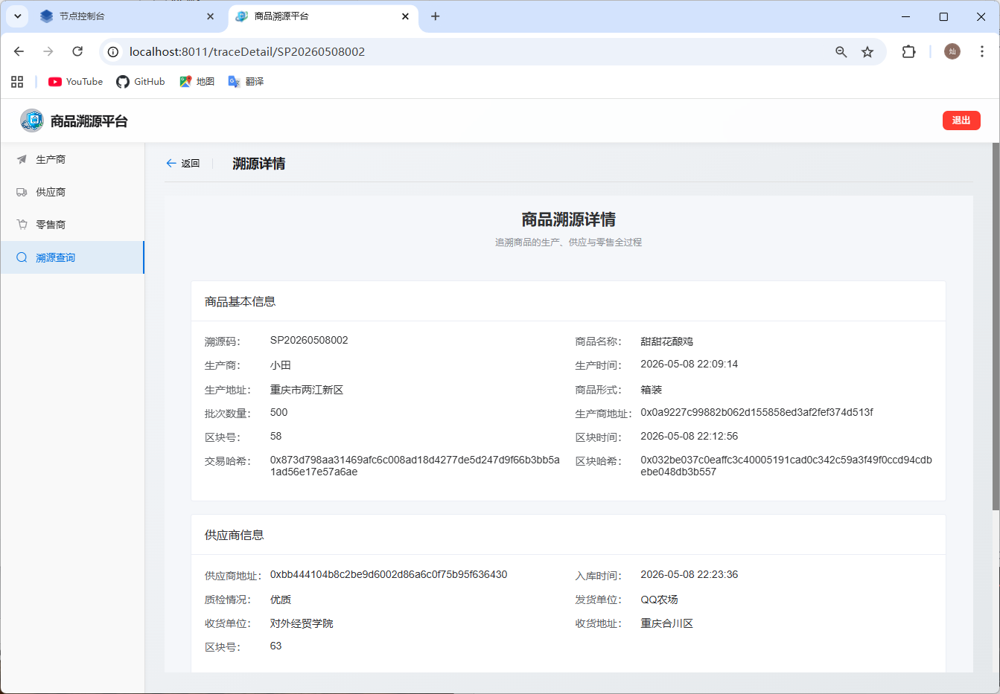 节点控制台
商品溯源平台
localhost:8011/traceDetail/SP20260508002
灿
YouTube
GitHub
地图
翻译
商品溯源平台
退出
生产商
供应商
零售商
溯源查询
返回
溯源详情
商品溯源详情
追溯商品的生产、供应与零售全过程
商品基本信息
溯源码： SP20260508002
商品名称： 甜甜花酿鸡
生产商： 小田
生产时间： 2026-05-08 22:09:14
生产地址： 重庆市两江新区
商品形式： 箱装
批次数量： 500
生产商地址： 0x0a9227c99882b062d155858ed3af2fef374d513f
区块号： 58
区块时间： 2026-05-08 22:12:56
交易哈希： 0x873d798aa31469afc6c008ad18d4277de5d247d9f66b3bb5a
1ad56e17e57a6ae
区块哈希： 0x032be037c0eaffc3c40005191cad0c342c59a3f49f0ccd94cdb
ebe048db3b557
供应商信息
供应商地址： 0xbb444104b8c2be9d6002d86a6c0f75b95f636430
入库时间： 2026-05-08 22:23:36
质检情况： 优质
发货单位： QQ农场
收货单位： 对外经贸学院
收货地址： 重庆合川区
区块号： 63